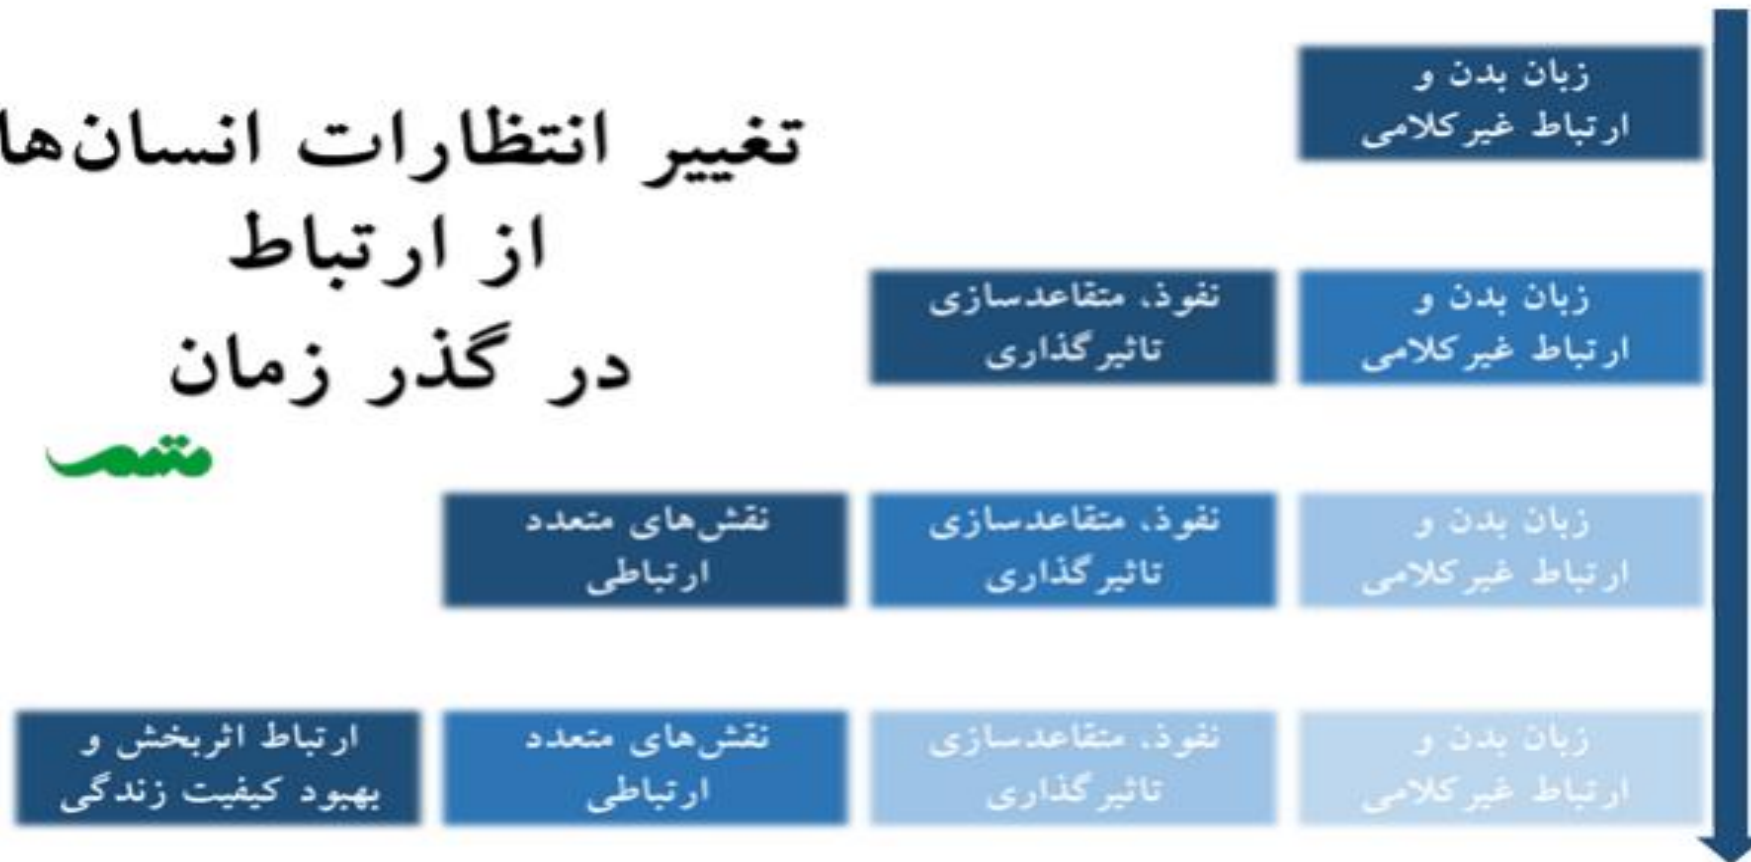 تغییر انتظارات انسان‌ها
از ارتباط
در گذر زمان
متمم
زبان بدن و
ارتباط غیرکلامی
زبان بدن و
ارتباط غیرکلامی
نفوذ، متقاعدسازی
تاثیرگذاری
زبان بدن و
ارتباط غیرکلامی
نفوذ، متقاعدسازی
تاثیرگذاری
نقش‌های متعدد
ارتباطی
زبان بدن و
ارتباط غیرکلامی
نفوذ، متقاعدسازی
تاثیرگذاری
نقش‌های متعدد
ارتباطی
ارتباط اثربخش و
بهبود کیفیت زندگی